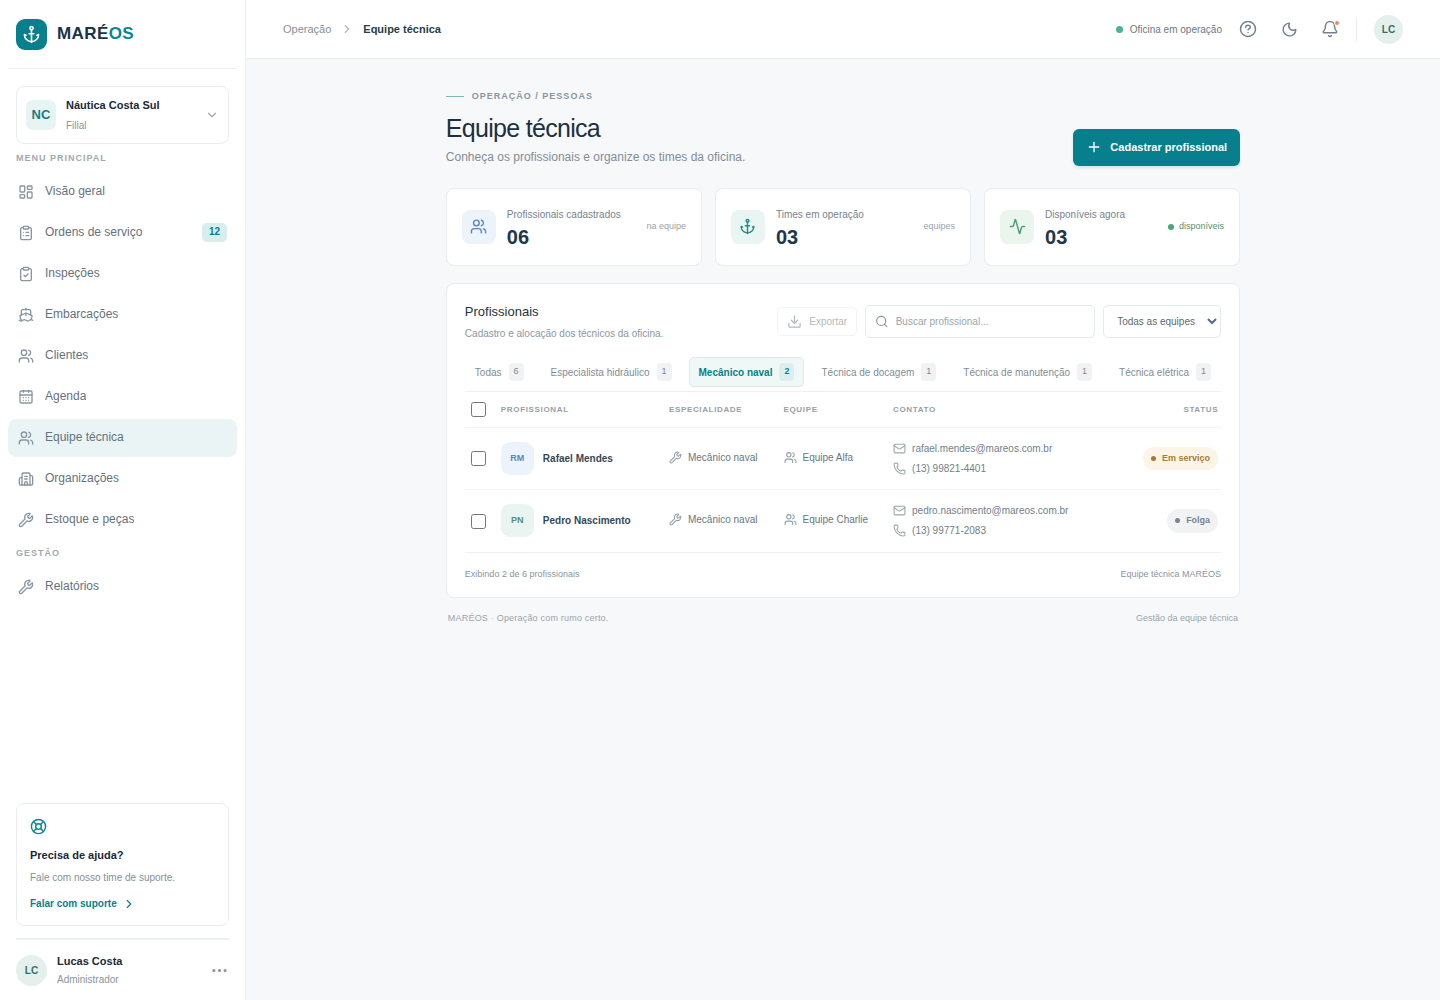 MARÉOS
Náutica Costa Sul
NC
Filial
MENU PRINCIPAL
Visão geral
Ordens de serviço 12
Inspeções
Embarcações
Clientes
Agenda
Equipe técnica
Organizações
Estoque e peças
GESTÃO
Relatórios
Precisa de ajuda?
Fale com nosso time de suporte.
Falar com suporte
LC
Lucas Costa
Administrador
Operação Equipe técnica
Oficina em operação
LC
OPERAÇÃO / PESSOAS
Equipe técnica
Conheça os profissionais e organize os times da oficina.
Cadastrar profissional
Profissionais cadastrados
06
na equipe
Times em operação
03
equipes
Disponíveis agora
03
disponíveis
Profissionais
Cadastro e alocação dos técnicos da oficina.
Exportar
Buscar profissional...
Todas as equipes
Todas 6 Especialista hidráulico 1 Mecânico naval 2 Técnica de docagem 1 Técnica de manutenção 1 Técnica elétrica 1
PROFISSIONAL ESPECIALIDADE EQUIPE CONTATO STATUS
RM Rafael Mendes Mecânico naval Equipe Alfa rafael.mendes@mareos.com.br Em serviço
(13) 99821-4401
PN Pedro Nascimento Mecânico naval Equipe Charlie pedro.nascimento@mareos.com.br Folga
(13) 99771-2083
Exibindo 2 de 6 profissionais Equipe técnica MARÉOS
MARÉOS · Operação com rumo certo. Gestão da equipe técnica